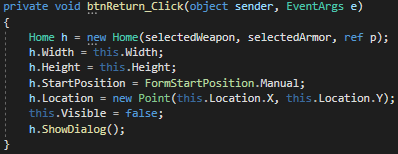 private void btnReturn_Click(object sender, EventArgs e)
{
    Home h = new Home(selectedWeapon, selectedArmor, ref p);
    h.Width = this.Width;
    h.Height = this.Height;
    h.StartPosition = FormStartPosition.Manual;
    h.Location = new Point(this.Location.X, this.Location.Y);
    this.Visible = false;
    h.ShowDialog();
}